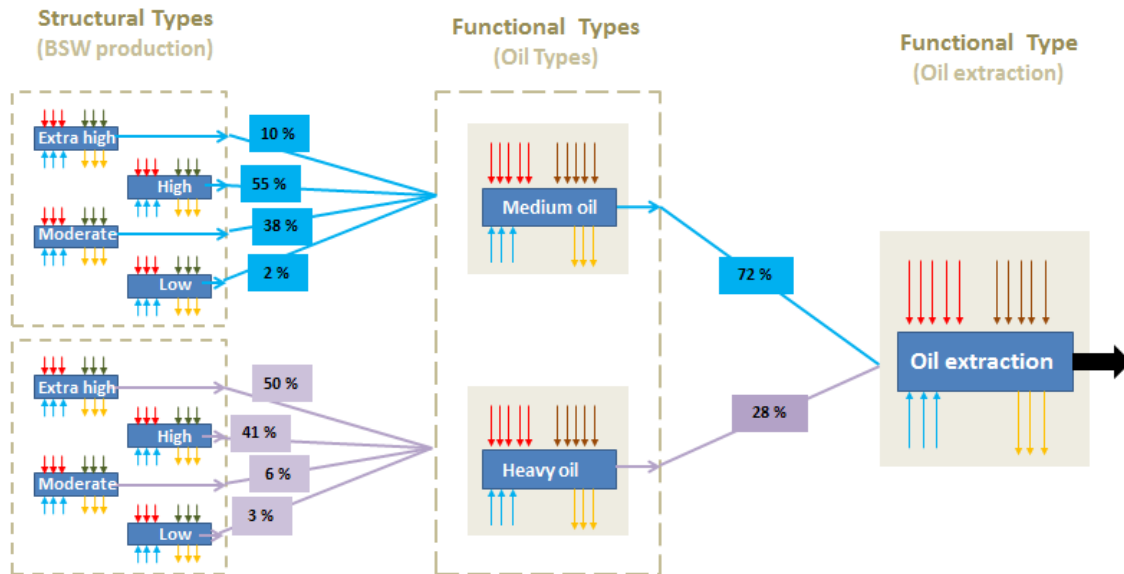 Structural Types
(BSW production)
Functional Types
(Oil Types)
Functional Type
(Oil extraction)
Extra high
10 %
High
55 %
Moderate
38 %
Low
2 %
Medium oil
72 %
Oil extraction
Extra high
50 %
High
41 %
Moderate
6 %
Low
3 %
Heavy oil
28 %